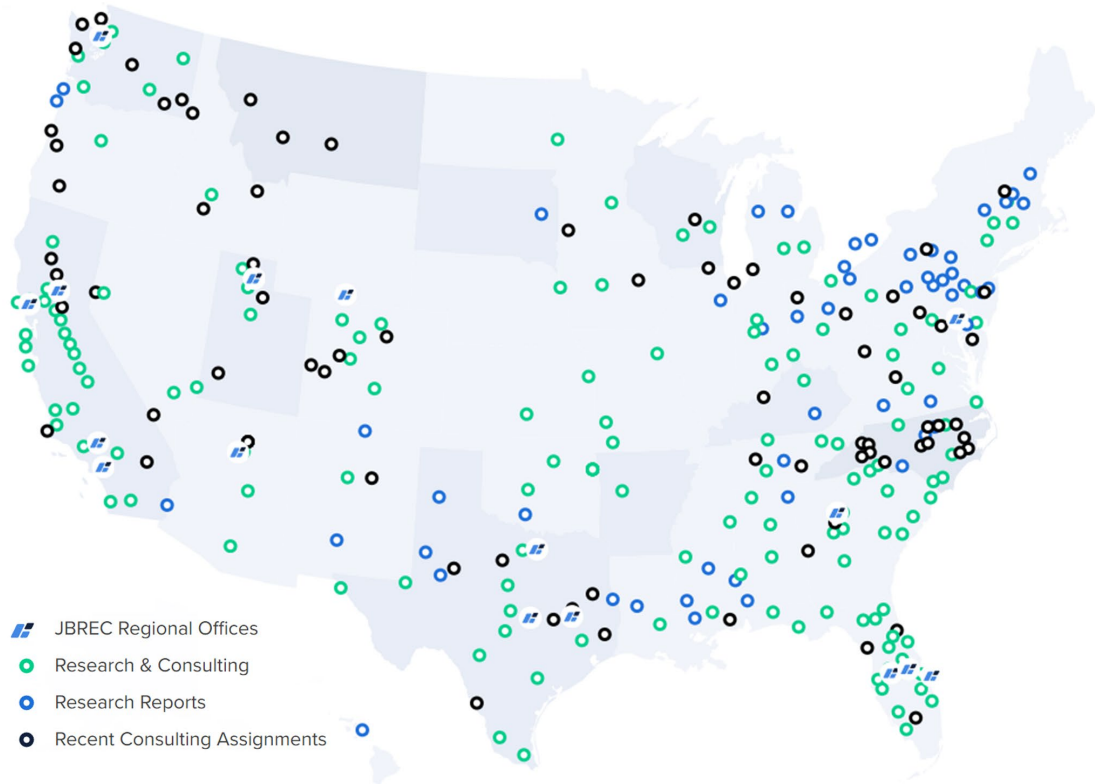 JBREC Regional Offices
Research & Consulting
Research Reports
Recent Consulting Assignments